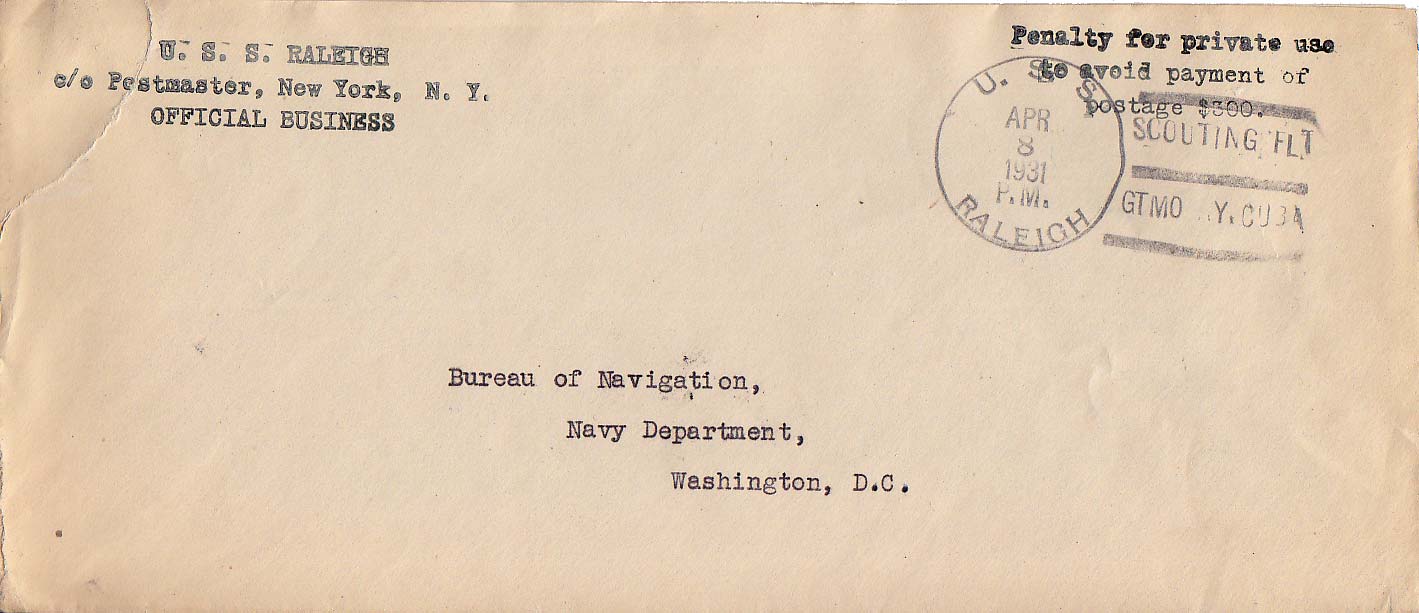 U. S. S. RALEIGH
c/o Postmaster, New York, N. Y.
OFFICIAL BUSINESS
Penalty for private use
to avoid payment of
postage $300.
U. S. S.
APR
8
1931
P.M.
RALEIGH
SCOUTING FLT
GTMO Y. CUBA
Bureau of Navigation,
Navy Department,
Washington, D.C.